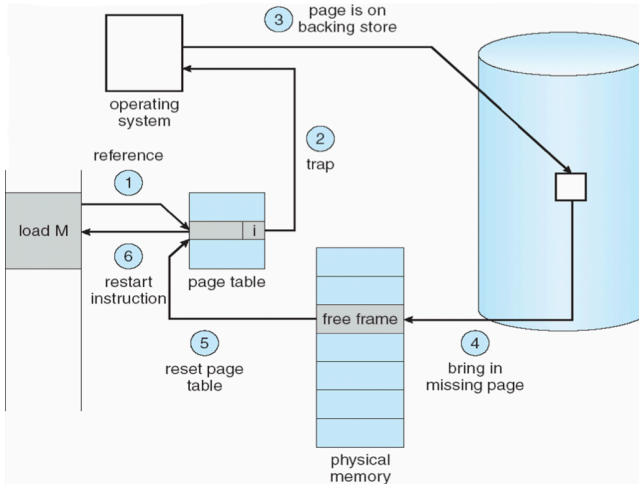 3
page is on
backing store
operating
system
2
trap
reference
1
load M
i
6
restart
instruction
page table
free frame
5
reset page
table
4
bring in
missing page
physical
memory